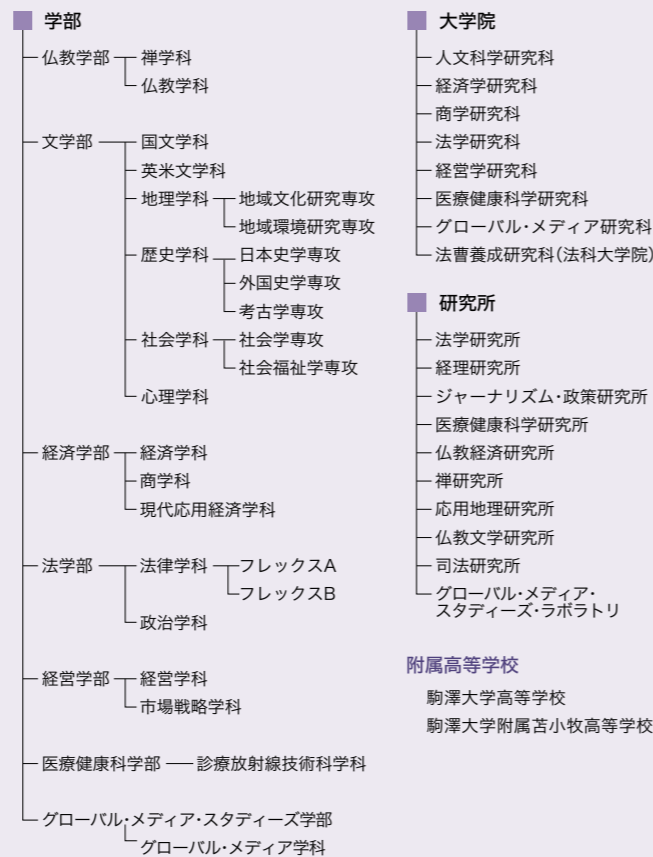 学部
仏教学部
禅学科
仏教学科
文学部
国文学科
英米文学科
地理学科
地域文化研究専攻
地域環境研究専攻
歴史学科
日本史学専攻
外国史学専攻
考古学専攻
社会学科
社会学専攻
社会福祉学専攻
心理学科
経済学部
経済学科
商学科
現代応用経済学科
法学部
法律学科
フレックスA
フレックスB
政治学科
経営学部
経営学科
市場戦略学科
医療健康科学部
診療放射線技術科学科
グローバル・メディア・スタディーズ学部
グローバル・メディア学科
大学院
人文科学研究科
経済学研究科
商学研究科
法学研究科
経営学研究科
医療健康科学研究科
グローバル・メディア研究科
法曹養成研究科(法科大学院)
研究所
法学研究所
経理研究所
ジャーナリズム・政策研究所
医療健康科学研究所
仏教経済研究所
禅研究所
応用地理研究所
仏教文学研究所
司法研究所
グローバル・メディア・
スタディーズ・ラボラトリ
附属高等学校
駒澤大学高等学校
駒澤大学附属苫小牧高等学校